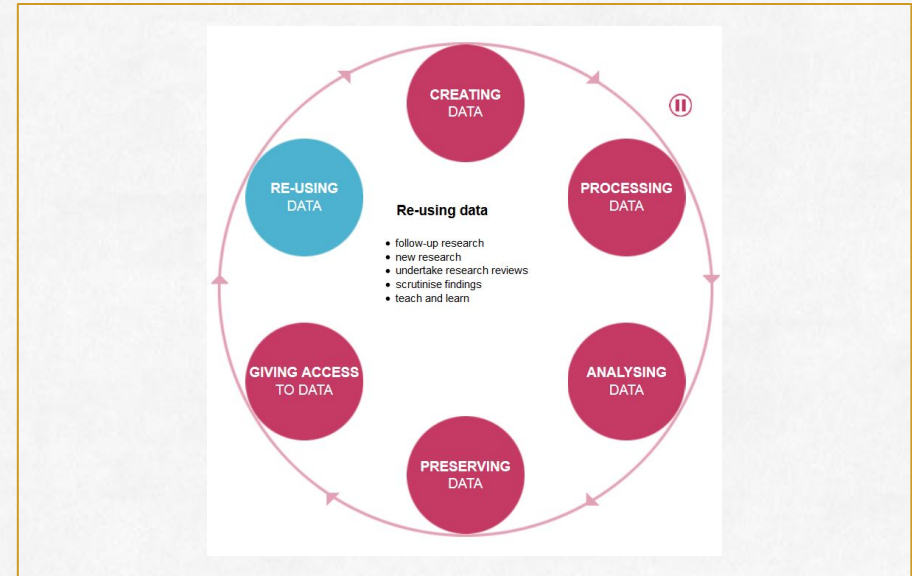 CREATING
DATA
PROCESSING
DATA
ANALYSING
DATA
PRESERVING
DATA
GIVING ACCESS
TO DATA
RE-USING
DATA
Re-using data
• follow-up research
• new research
• undertake research reviews
• scrutinise findings
• teach and learn